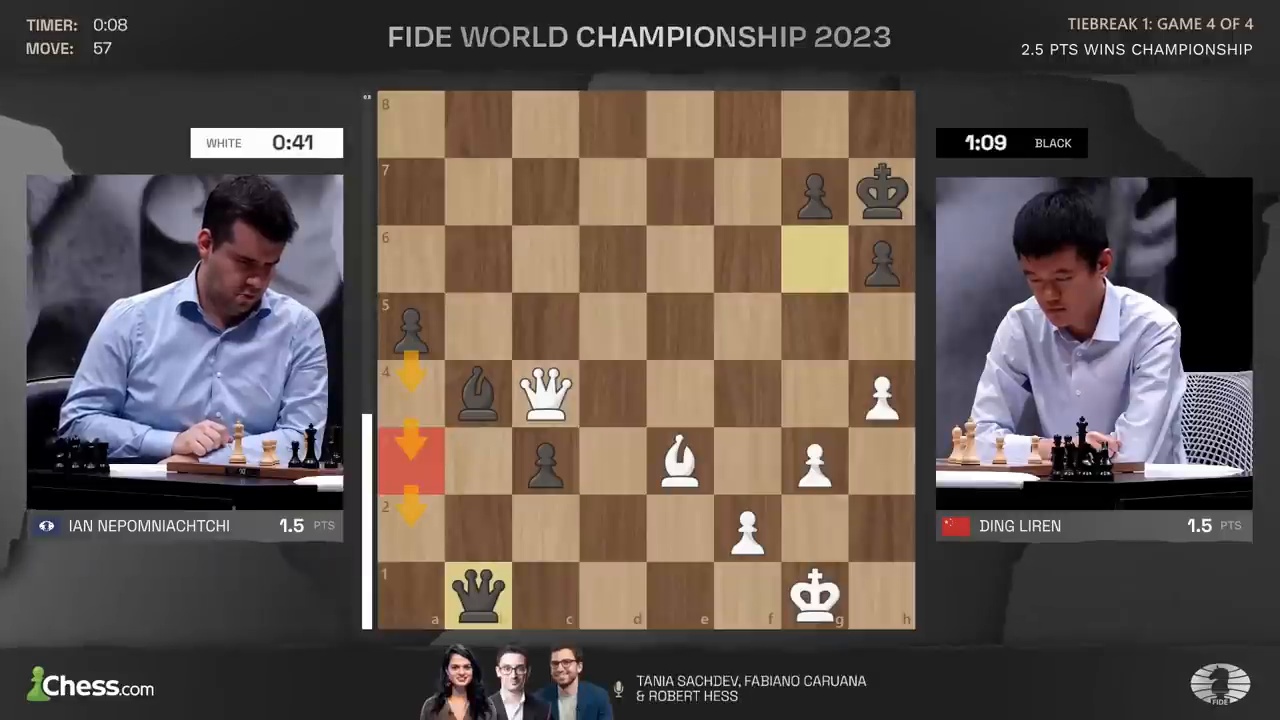 TIMER: 0:08
MOVE: 57
FIDE WORLD CHAMPIONSHIP 2023
TIEBREAK 1: GAME 4 OF 4
2.5 PTS WINS CHAMPIONSHIP
WHITE 0:41
1:09 BLACK
8
7
6
5
4
2
1
a
c
d
e
f
g
h
IAN NEPOMNIACHTCHI 1.5 PTS
DING LIREN 1.5 PTS
Chess.com
TANIA SACHDEV, FABIANO CARUANA
& ROBERT HESS
FIDE